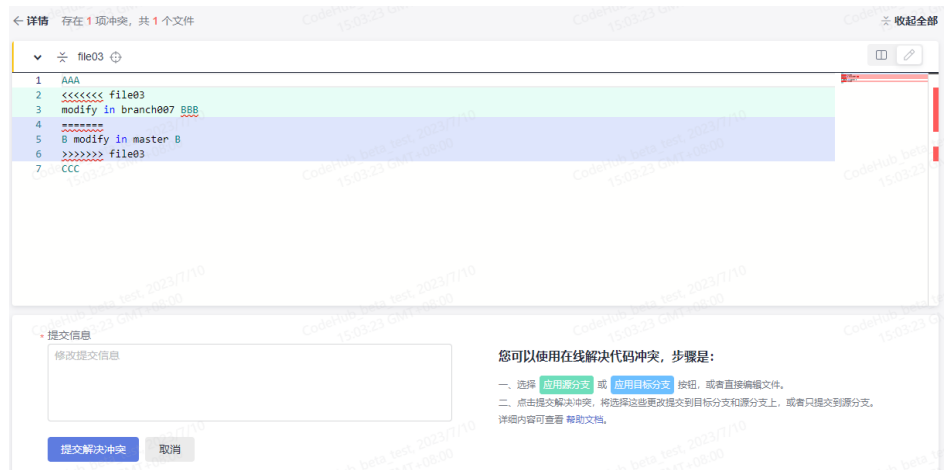 详情 存在 1 项冲突，共 1 个文件 收起全部
file03
1 AAA
2 <<<<<<< file03
3 modify in branch007 BBB
4 =======
5 B modify in master B
6 >>>>>>> file03
7 CCC
* 提交信息
修改提交信息
您可以使用在线解决代码冲突，步骤是：
一、选择 应用源分支 或 应用目标分支 按钮，或者直接编辑文件。
二、点击提交解决冲突，将选择这些更改提交到目标分支和源分支上，或者只提交到源分支。
详细内容可查看 帮助文档。
提交解决冲突 取消